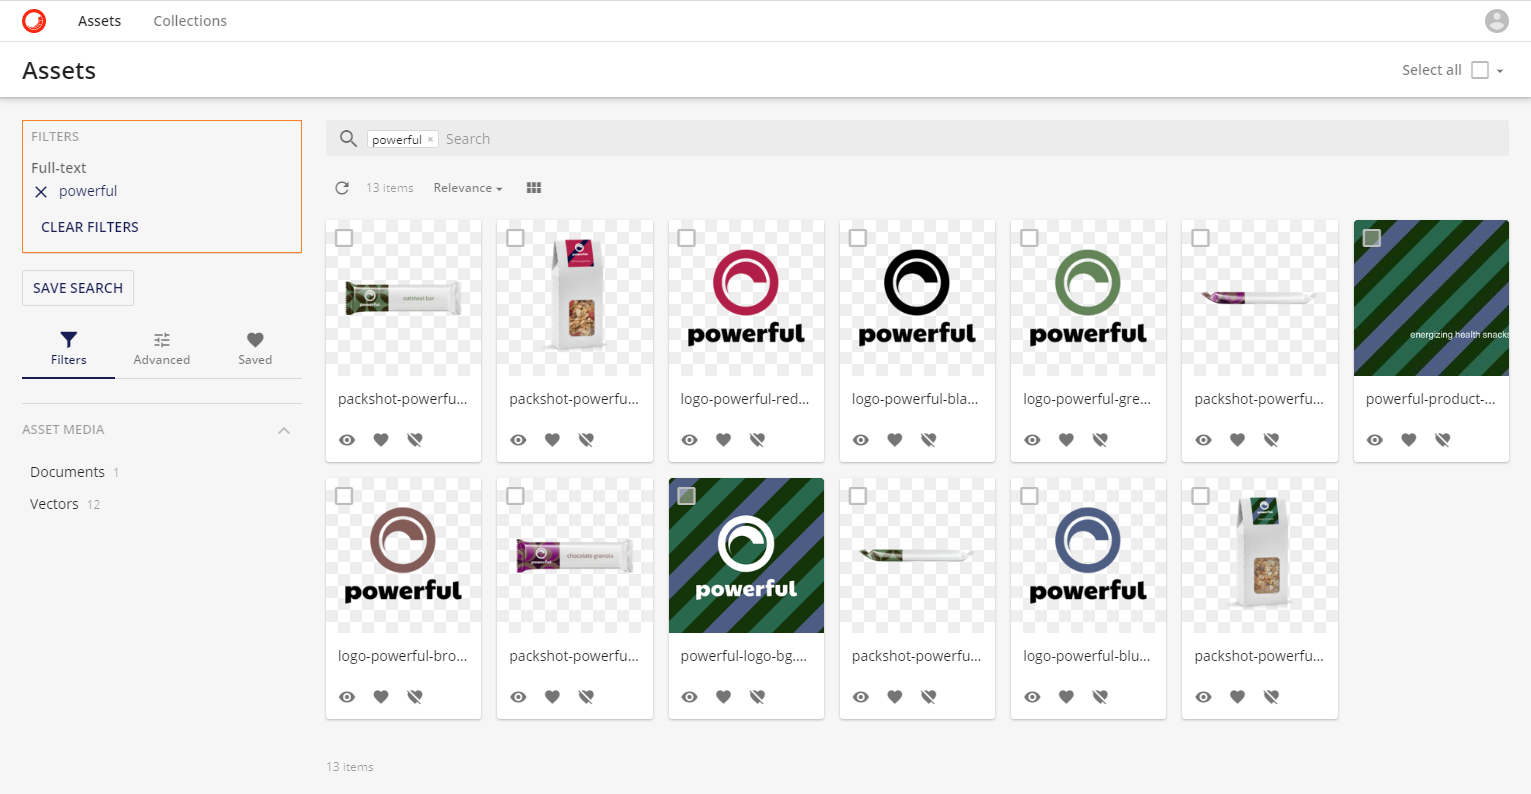 Assets Collections
Assets
Select all
FILTERS
Full-text
powerful
CLEAR FILTERS
SAVE SEARCH
Filters Advanced Saved
ASSET MEDIA
Documents 1
Vectors 12
powerful × Search
13 items Relevance
powerful oatmeal bar
powerful
powerful
powerful
energizing health snacks
packshot-powerfu... packshot-powerfu... logo-powerful-red... logo-powerful-bla... logo-powerful-gre... packshot-powerfu... powerful-product-...
powerful
powerful chocolate granola
powerful
powerful
logo-powerful-bro... packshot-powerfu... powerful-logo-bg.... packshot-powerfu... logo-powerful-blu... packshot-powerfu...
13 items